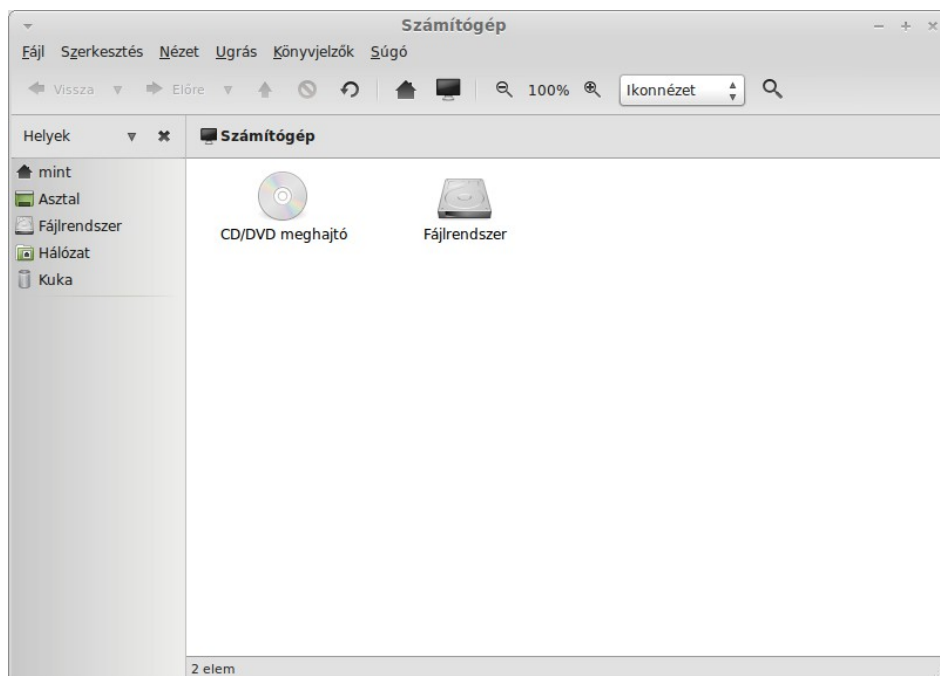 Számítógép
Fájl Szerkesztés Nézet Ugrás Könyvjelzők Súgó
Vissza Előre 100% Ikonnézet
Helyek Számítógép
mint
Asztal
Fájlrendszer
Hálózat
Kuka
CD/DVD meghajtó Fájlrendszer
2 elem